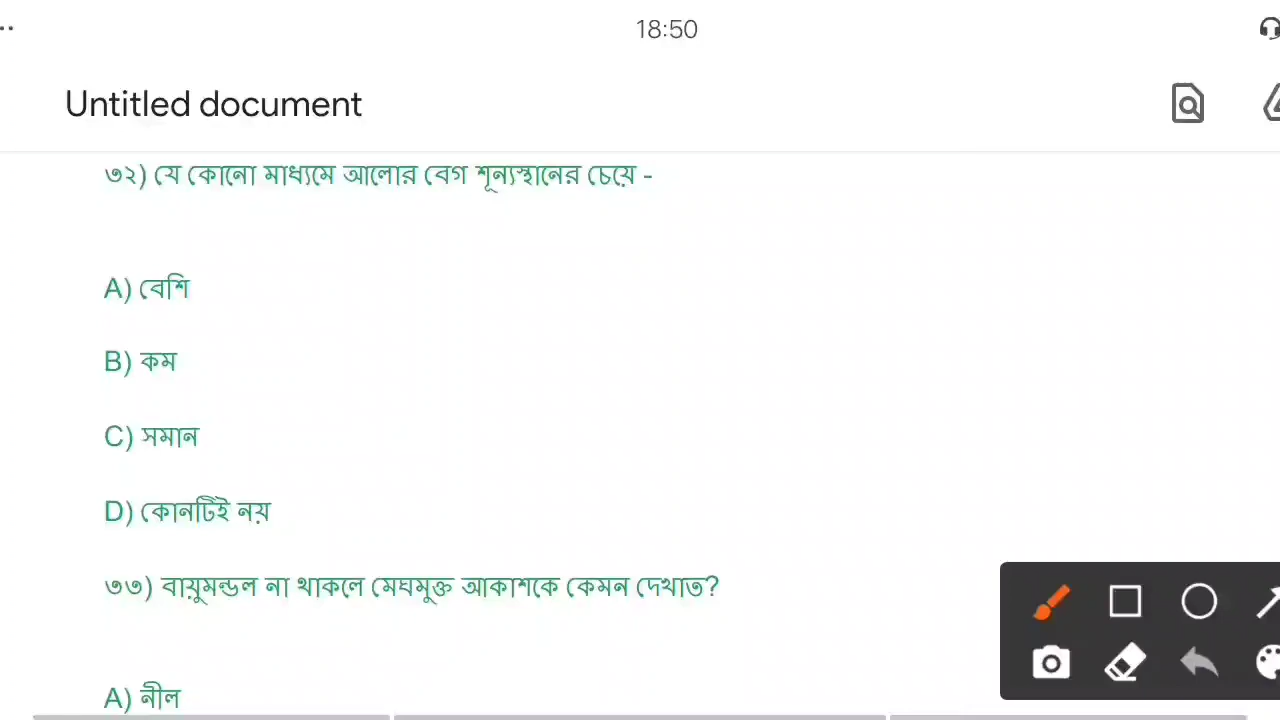 18:50
Untitled document
৩২) যে কোনো মাধ্যমে আলোর বেগ শূন্যস্থানের চেয়ে -
A) বেশি
B) কম
C) সমান
D) কোনটিই নয়
৩৩) বায়ুমন্ডল না থাকলে মেঘমুক্ত আকাশকে কেমন দেখাত?
A) নীল